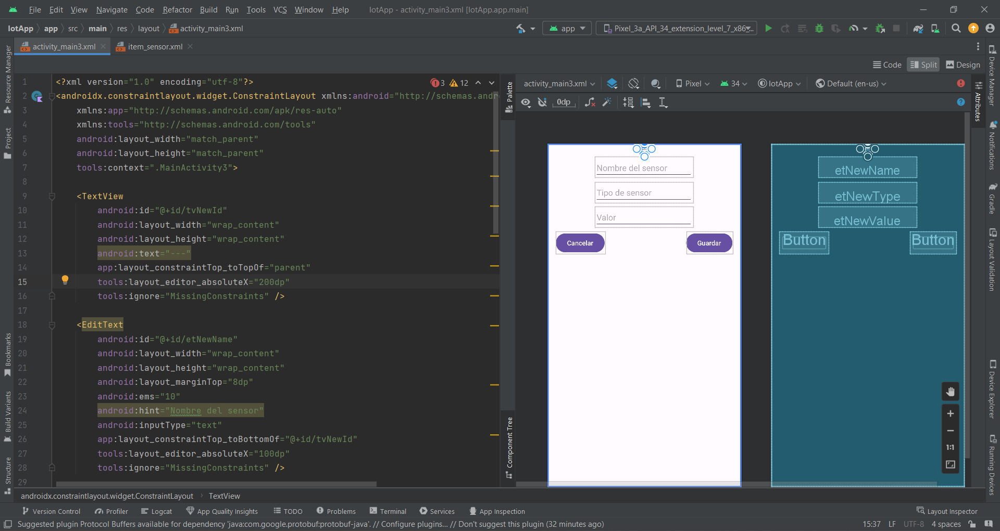 File Edit View Navigate Code Refactor Build Run Tools VCS Window Help IotApp - activity_main3.xml [IotApp.app.main]
IotApp app src main res layout activity_main3.xml app Pixel_3a_API_34_extension_level_7_x86...
activity_main3.xml item_sensor.xml
Code Split Design
1 <?xml version="1.0" encoding="utf-8"?> 3 12
2 <androidx.constraintlayout.widget.ConstraintLayout xmlns:android="http://schemas.andr
3 xmlns:app="http://schemas.android.com/apk/res-auto"
4 xmlns:tools="http://schemas.android.com/tools"
5 android:layout_width="match_parent"
6 android:layout_height="match_parent"
7 tools:context=".MainActivity3">
8
9 <TextView
10 android:id="@+id/tvNewId"
11 android:layout_width="wrap_content"
12 android:layout_height="wrap_content"
13 android:text="---"
14 app:layout_constraintTop_toTopOf="parent"
15 tools:layout_editor_absoluteX="200dp"
16 tools:ignore="MissingConstraints" />
17
18 <EditText
19 android:id="@+id/etNewName"
20 android:layout_width="wrap_content"
21 android:layout_height="wrap_content"
22 android:layout_marginTop="8dp"
23 android:ems="10"
24 android:hint="Nombre del sensor"
25 android:inputType="text"
26 app:layout_constraintTop_toBottomOf="@+id/tvNewId"
27 tools:layout_editor_absoluteX="100dp"
28 tools:ignore="MissingConstraints" />
29
activity_main3.xml Pixel 34 IotApp Default (en-us)
0dp
Nombre del sensor
Tipo de sensor
Valor
Cancelar Guardar
etNewName
etNewType
etNewValue
Button Button
1:1
Resource Manager
Project
Bookmarks
Build Variants
Structure
Palette
Component Tree
Attributes
Device Manager
Notifications
Gradle
Layout Validation
Device Explorer
Running Devices
androidx.constraintlayout.widget.ConstraintLayout TextView
Version Control Profiler Logcat App Quality Insights TODO Problems Terminal Services App Inspection Layout Inspector
Suggested plugin Protocol Buffers available for dependency 'java:com.google.protobuf:protobuf-java'. // Configure plugins... // Don't suggest this plugin (32 minutes ago) 15:37 LF UTF-8 4 spaces